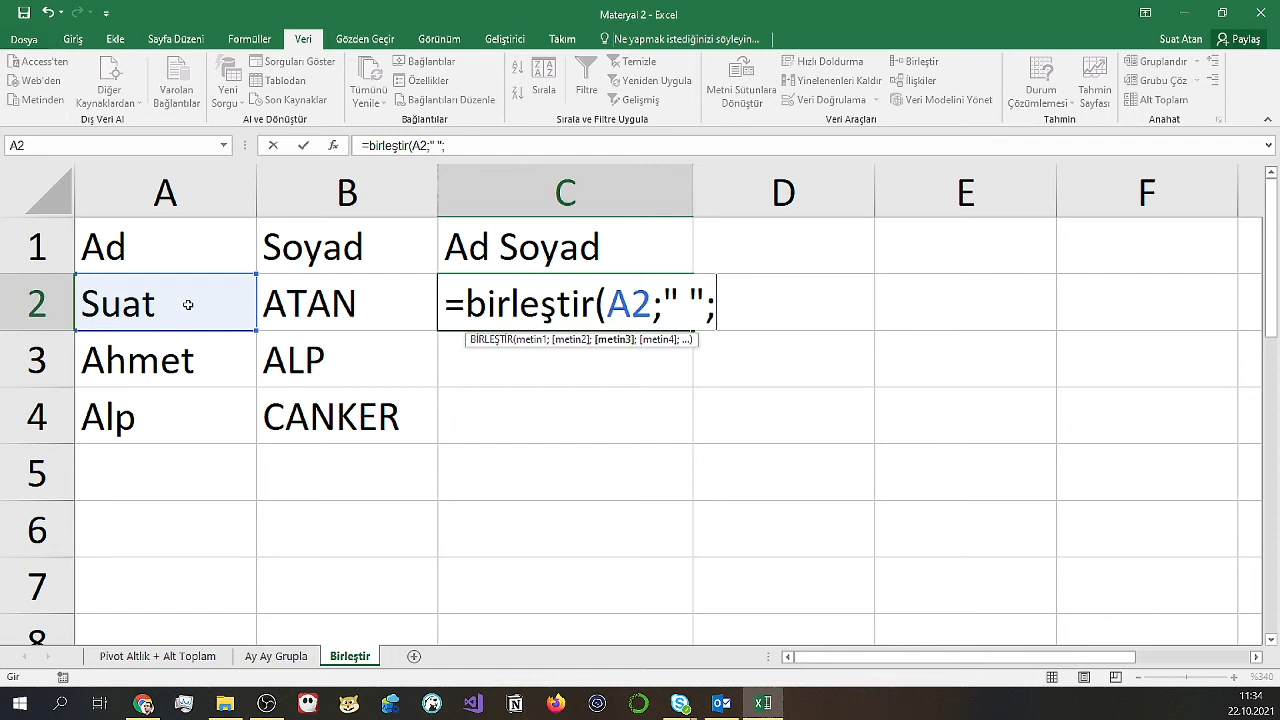 Materyal 2 - Excel
Dosya Giriş Ekle Sayfa Düzeni Formüller Veri Gözden Geçir Görünüm Geliştirici Takım Ne yapmak istediğinizi söyleyin... Suat Atan Paylaş
Access'ten
Web'den
Metinden
Diğer Kaynaklardan
Varolan Bağlantılar
Dış Veri Al
Yeni Sorgu
Sorguları Göster
Tablodan
Son Kaynaklar
Al ve Dönüştür
Tümünü Yenile
Bağlantılar
Özellikler
Bağlantıları Düzenle
Bağlantılar
Sırala
Filtre
Temizle
Yeniden Uygula
Gelişmiş
Sırala ve Filtre Uygula
Metni Sütunlara Dönüştür
Hızlı Doldurma
Yinelenenleri Kaldır
Veri Doğrulama
Birleştir
İlişkiler
Veri Modelini Yönet
Veri Araçları
Durum Çözümlemesi
Tahmin Sayfası
Tahmin
Gruplandır
Grubu Çöz
Alt Toplam
Anahat
A2 fx =birleştir(A2;" ";
A B C D E F
1 Ad Soyad Ad Soyad
2 Suat ATAN =birleştir(A2;" ";
BİRLEŞTİR(metin1; [metin2]; [metin3]; [metin4]; ...)
3 Ahmet ALP
4 Alp CANKER
5
6
7
8
Pivot Altlık + Alt Toplam Ay Ay Grupla Birleştir
Gir %340
11:34
22.10.2021